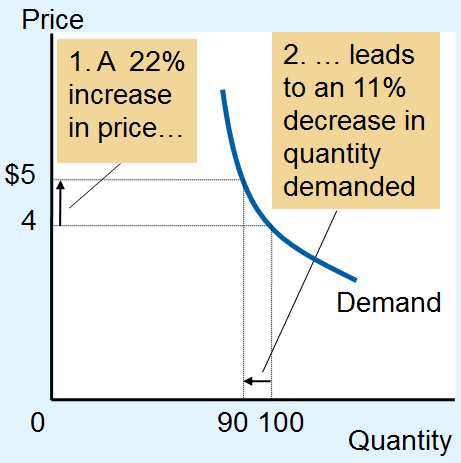 Price
1. A 22%
increase
in price…
2. … leads
to an 11%
decrease in
quantity
demanded
$5
4
Demand
0
90 100
Quantity